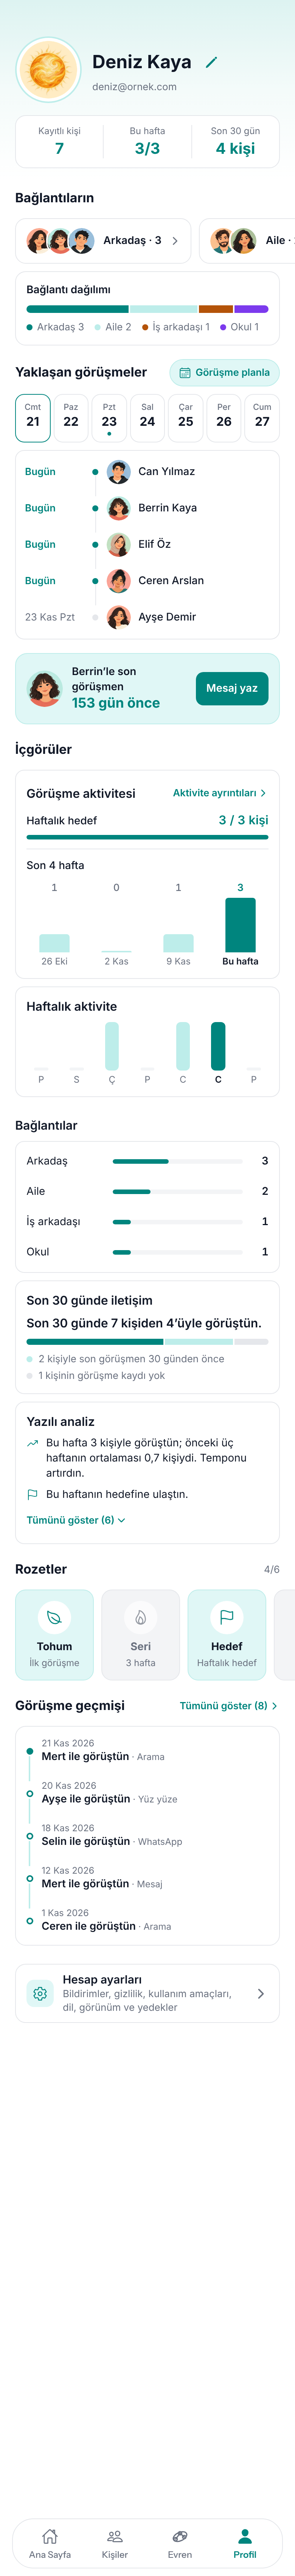 Deniz Kaya
deniz@ornek.com
Kayıtlı kişi
7
Bu hafta
3/3
Son 30 gün
4 kişi
Bağlantıların
Arkadaş · 3
Aile ·
Bağlantı dağılımı
Arkadaş 3
Aile 2
İş arkadaşı 1
Okul 1
Yaklaşan görüşmeler
Görüşme planla
Cmt
21
Paz
22
Pzt
23
Sal
24
Çar
25
Per
26
Cum
27
Bugün
Can Yılmaz
Bugün
Berrin Kaya
Bugün
Elif Öz
Bugün
Ceren Arslan
23 Kas Pzt
Ayşe Demir
Berrin’le son
görüşmen
153 gün önce
Mesaj yaz
İçgörüler
Görüşme aktivitesi
Aktivite ayrıntıları
Haftalık hedef
3 / 3 kişi
Son 4 hafta
1
0
1
3
26 Eki
2 Kas
9 Kas
Bu hafta
Haftalık aktivite
P
S
Ç
P
C
C
P
Bağlantılar
Arkadaş
3
Aile
2
İş arkadaşı
1
Okul
1
Son 30 günde iletişim
Son 30 günde 7 kişiden 4’üyle görüştün.
2 kişiyle son görüşmen 30 günden önce
1 kişinin görüşme kaydı yok
Yazılı analiz
Bu hafta 3 kişiyle görüştün; önceki üç
haftanın ortalaması 0,7 kişiydi. Temponu
artırdın.
Bu haftanın hedefine ulaştın.
Tümünü göster (6)
Rozetler
4/6
Tohum
İlk görüşme
Seri
3 hafta
Hedef
Haftalık hedef
Görüşme geçmişi
Tümünü göster (8)
21 Kas 2026
Mert ile görüştün · Arama
20 Kas 2026
Ayşe ile görüştün · Yüz yüze
18 Kas 2026
Selin ile görüştün · WhatsApp
12 Kas 2026
Mert ile görüştün · Mesaj
1 Kas 2026
Ceren ile görüştün · Arama
Hesap ayarları
Bildirimler, gizlilik, kullanım amaçları,
dil, görünüm ve yedekler
Ana Sayfa
Kişiler
Evren
Profil